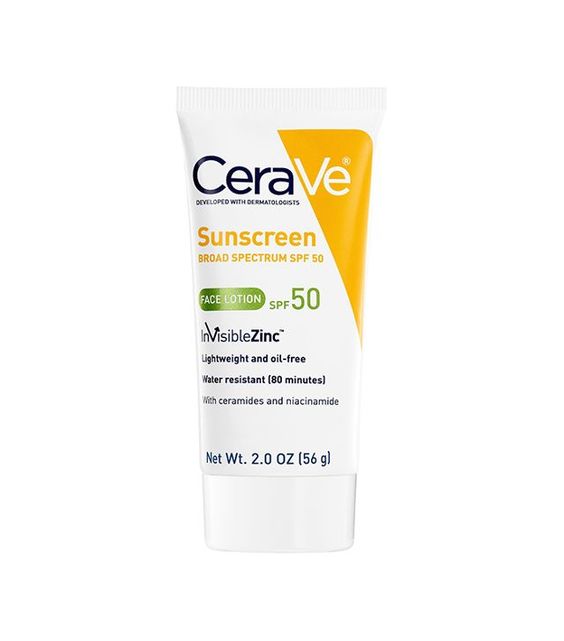 CeraVe®
DEVELOPED WITH DERMATOLOGISTS
Sunscreen
BROAD SPECTRUM SPF 50
FACE LOTION SPF 50
InVisibleZinc™
Lightweight and oil-free
Water resistant (80 minutes)
With ceramides and niacinamide
Net Wt. 2.0 OZ (56 g)